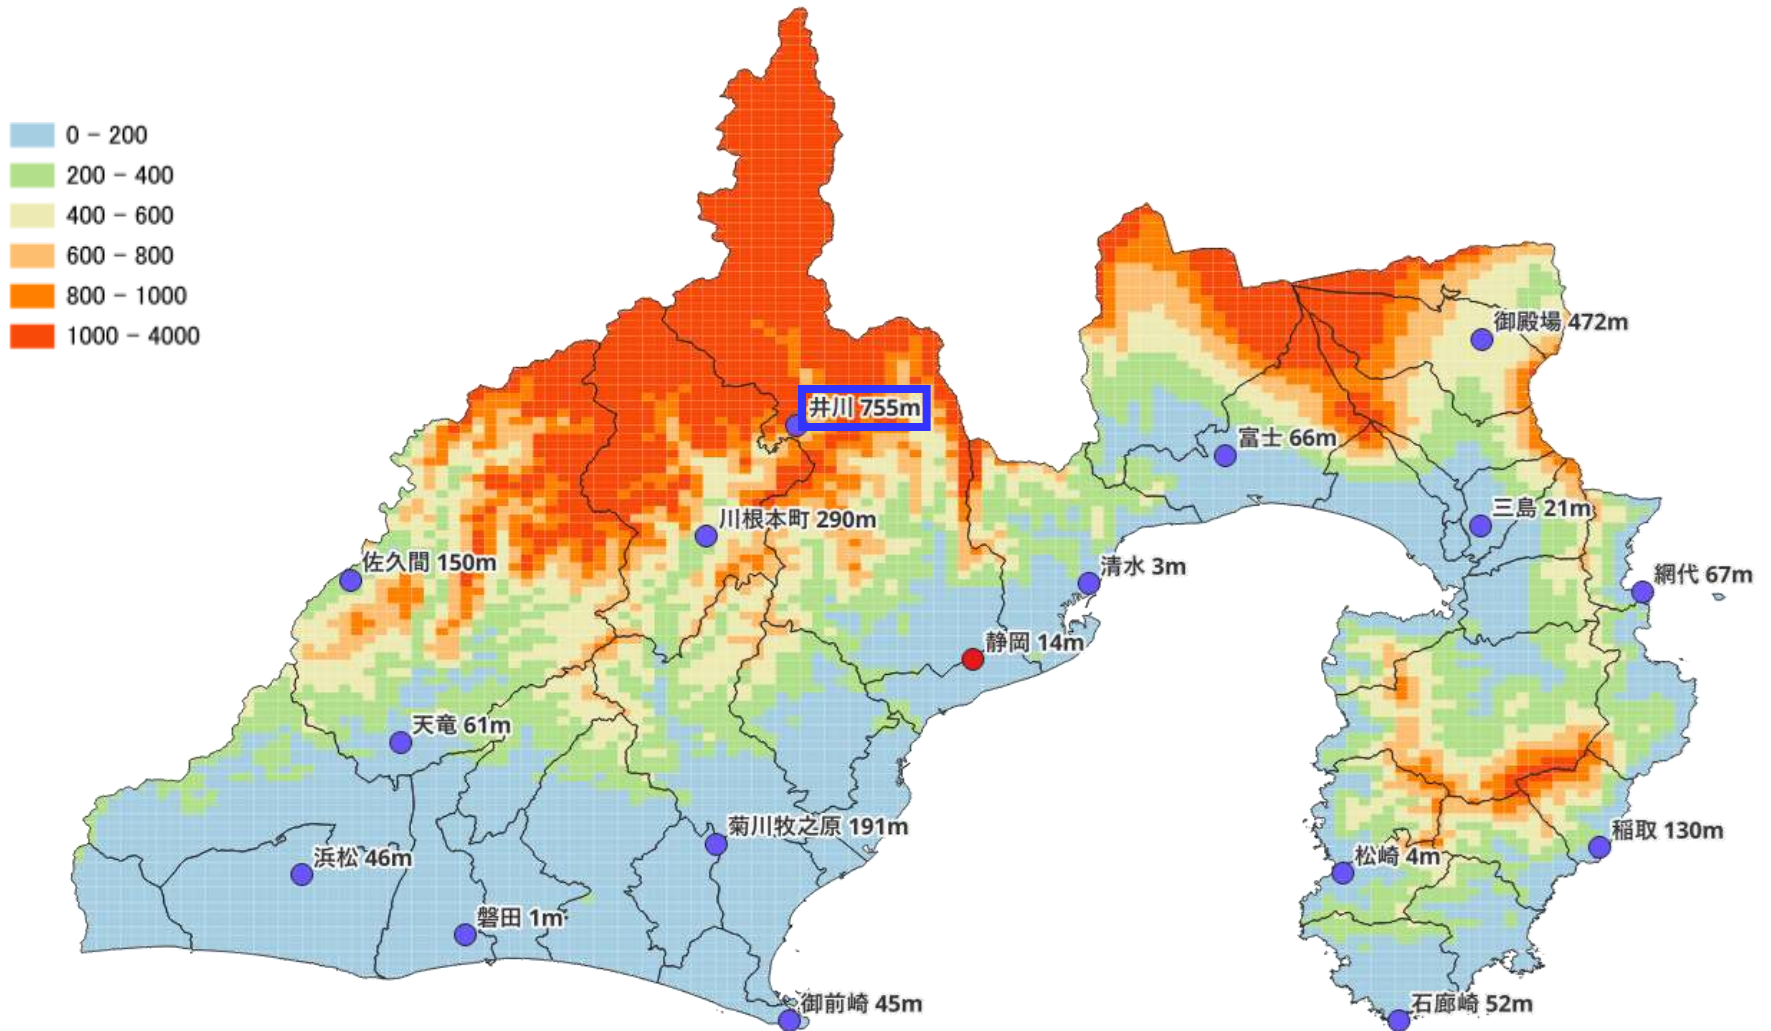 0 - 200
200 - 400
400 - 600
600 - 800
800 - 1000
1000 - 4000
御殿場 472m
井川 755m
富士 66m
三島 21m
川根本町 290m
佐久間 150m
清水 3m
網代 67m
静岡 14m
天竜 61m
菊川牧之原 191m
稲取 130m
浜松 46m
松崎 4m
磐田 1m
御前崎 45m
石廊崎 52m